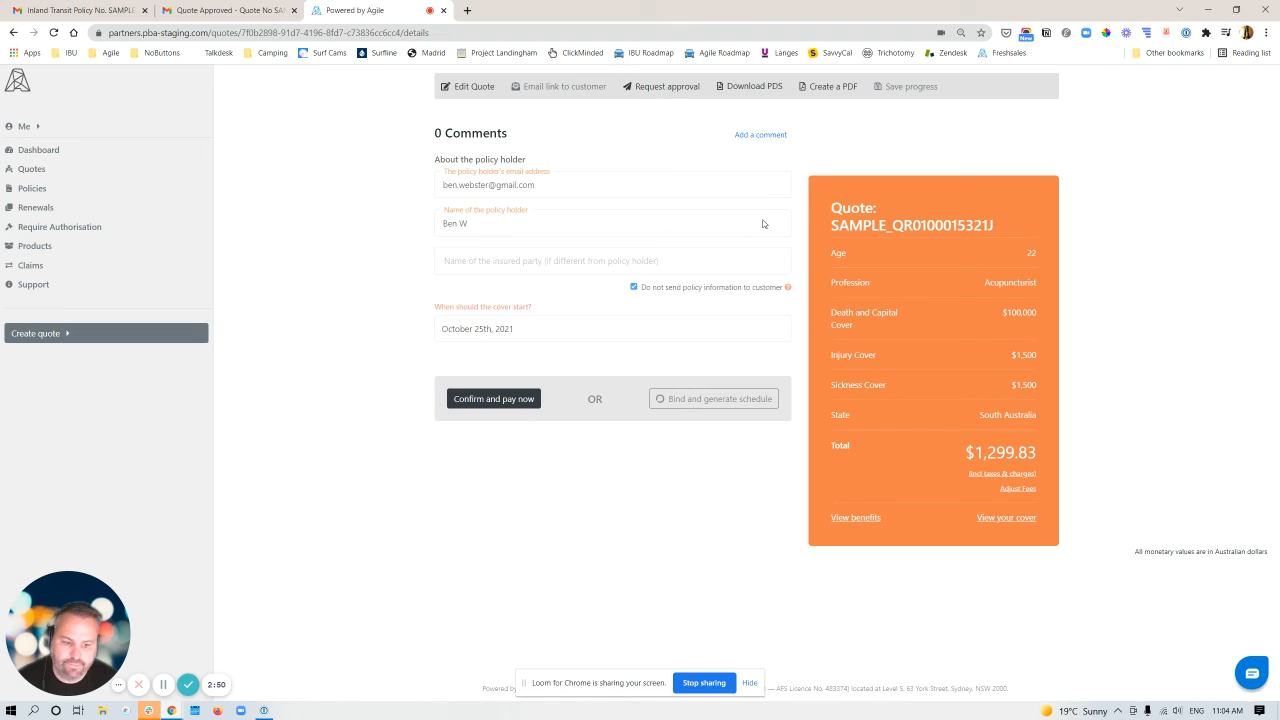 Inland Transit Policy No SA
Quote Approved No SAV
Powered by Agile
partners.pba-staging.com/quotes/7f0b2898-91d7-4196-
-73836cc6cc4/details
Apps
IBU
Agile
NoButtons
Talkdesk
Camping
SurfCams
Surfline
Madrid
Project Landingham
ClickMeeting
IBU Roadmap
Agile Roadmap
Langes
SavvyCal
Trichotomy
Zendesk
Freshsales
Other bookmarks
Reading list
New
Me
Dashboard
Quotes
Policies
Renewals
Require Authorisation
Products
Claims
Support
Create quote
Edit Quote
Email link to customer
Request approval
Download PDS
Create a PDF
Save progress
0 Comments
Add a comment
About the policy holder
The policy holder's email address
ben.webster@gmail.com
Name of the policy holder
Ben W
Name of the insured party (if different from policy holder)
Do not send policy information to customer
When should the cover start?
October 25th, 2021
Confirm and pay now
OR
Bind and generate schedule
Quote:
SAMPLE_QR0100015321J
Age 22
Profession Acupuncturist
Death and Capital
Cover $100,000
Injury Cover $1,500
Sickness Cover $1,500
State South Australia
Total $1,299.83
(incl taxes & charges)
Adjust Fees
View benefits
View your cover
All monetary values are in Australian dollars
2:50
Loom for Chrome is sharing your screen.
Stop sharing
Hide
Powered by
— AFS Licence No. 483374) located at Level 5, 63 York Street, Sydney, NSW 2000.
19°C Sunny
11:04 AM